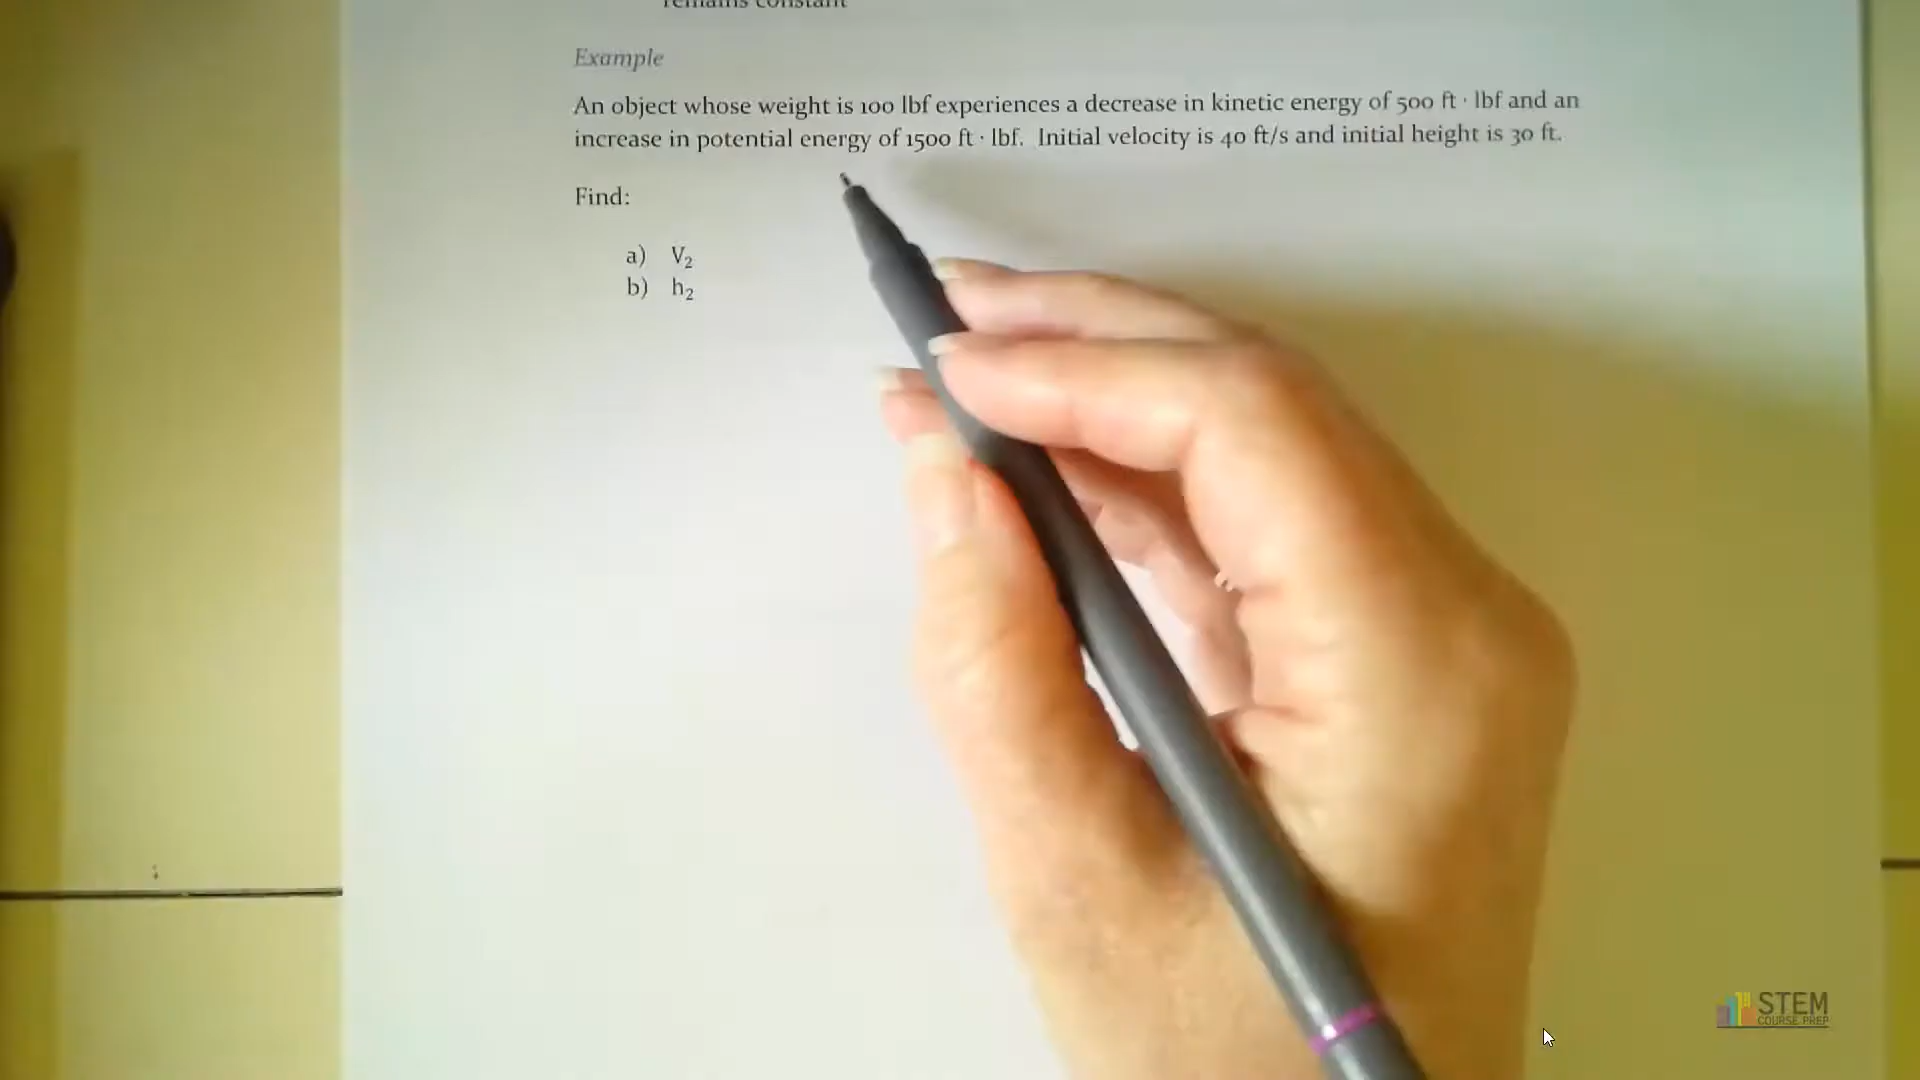 remains constant
Example
An object whose weight is 100 lbf experiences a decrease in kinetic energy of 500 ft · lbf and an
increase in potential energy of 1500 ft · lbf. Initial velocity is 40 ft/s and initial height is 30 ft.
Find:
a) V₂
b) h₂
STEM
COURSE PREP